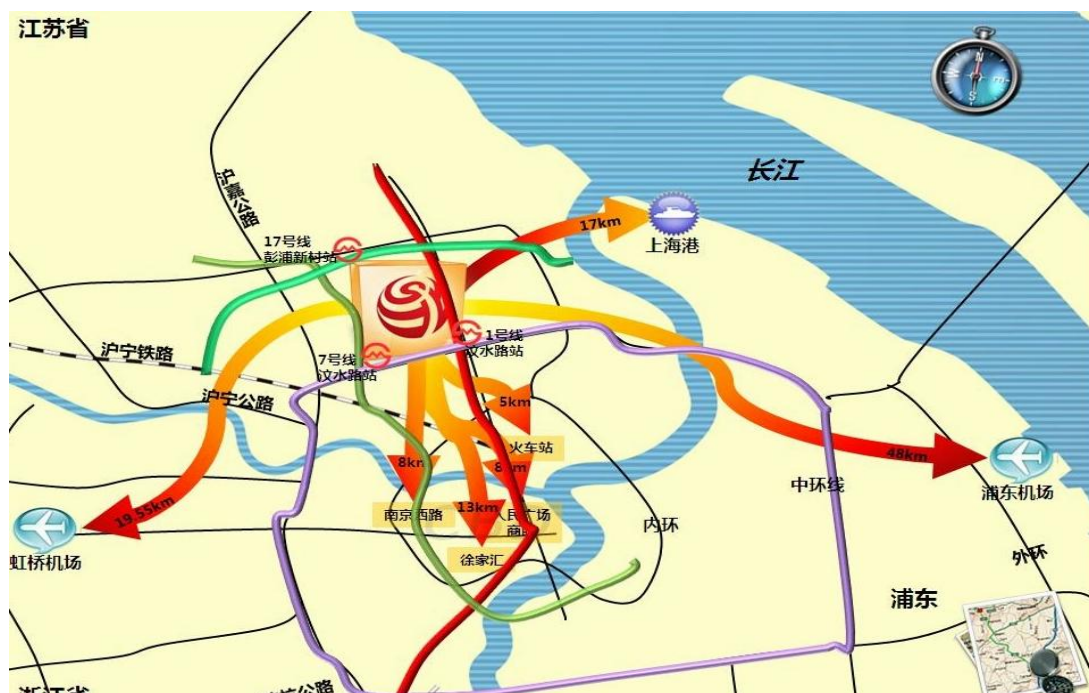 江苏省
N
W
E
S
长江
沪嘉公路
17km
上海港
17号线
彭浦新村站
1号线
汶水路站
沪宁铁路
7号线
汶水路站
沪宁公路
5km
火车站
8km
48km
浦东机场
中环线
19.55km
13km
南京西路
人民广场
内环
虹桥机场
徐家汇
外环
浦东
浙江省